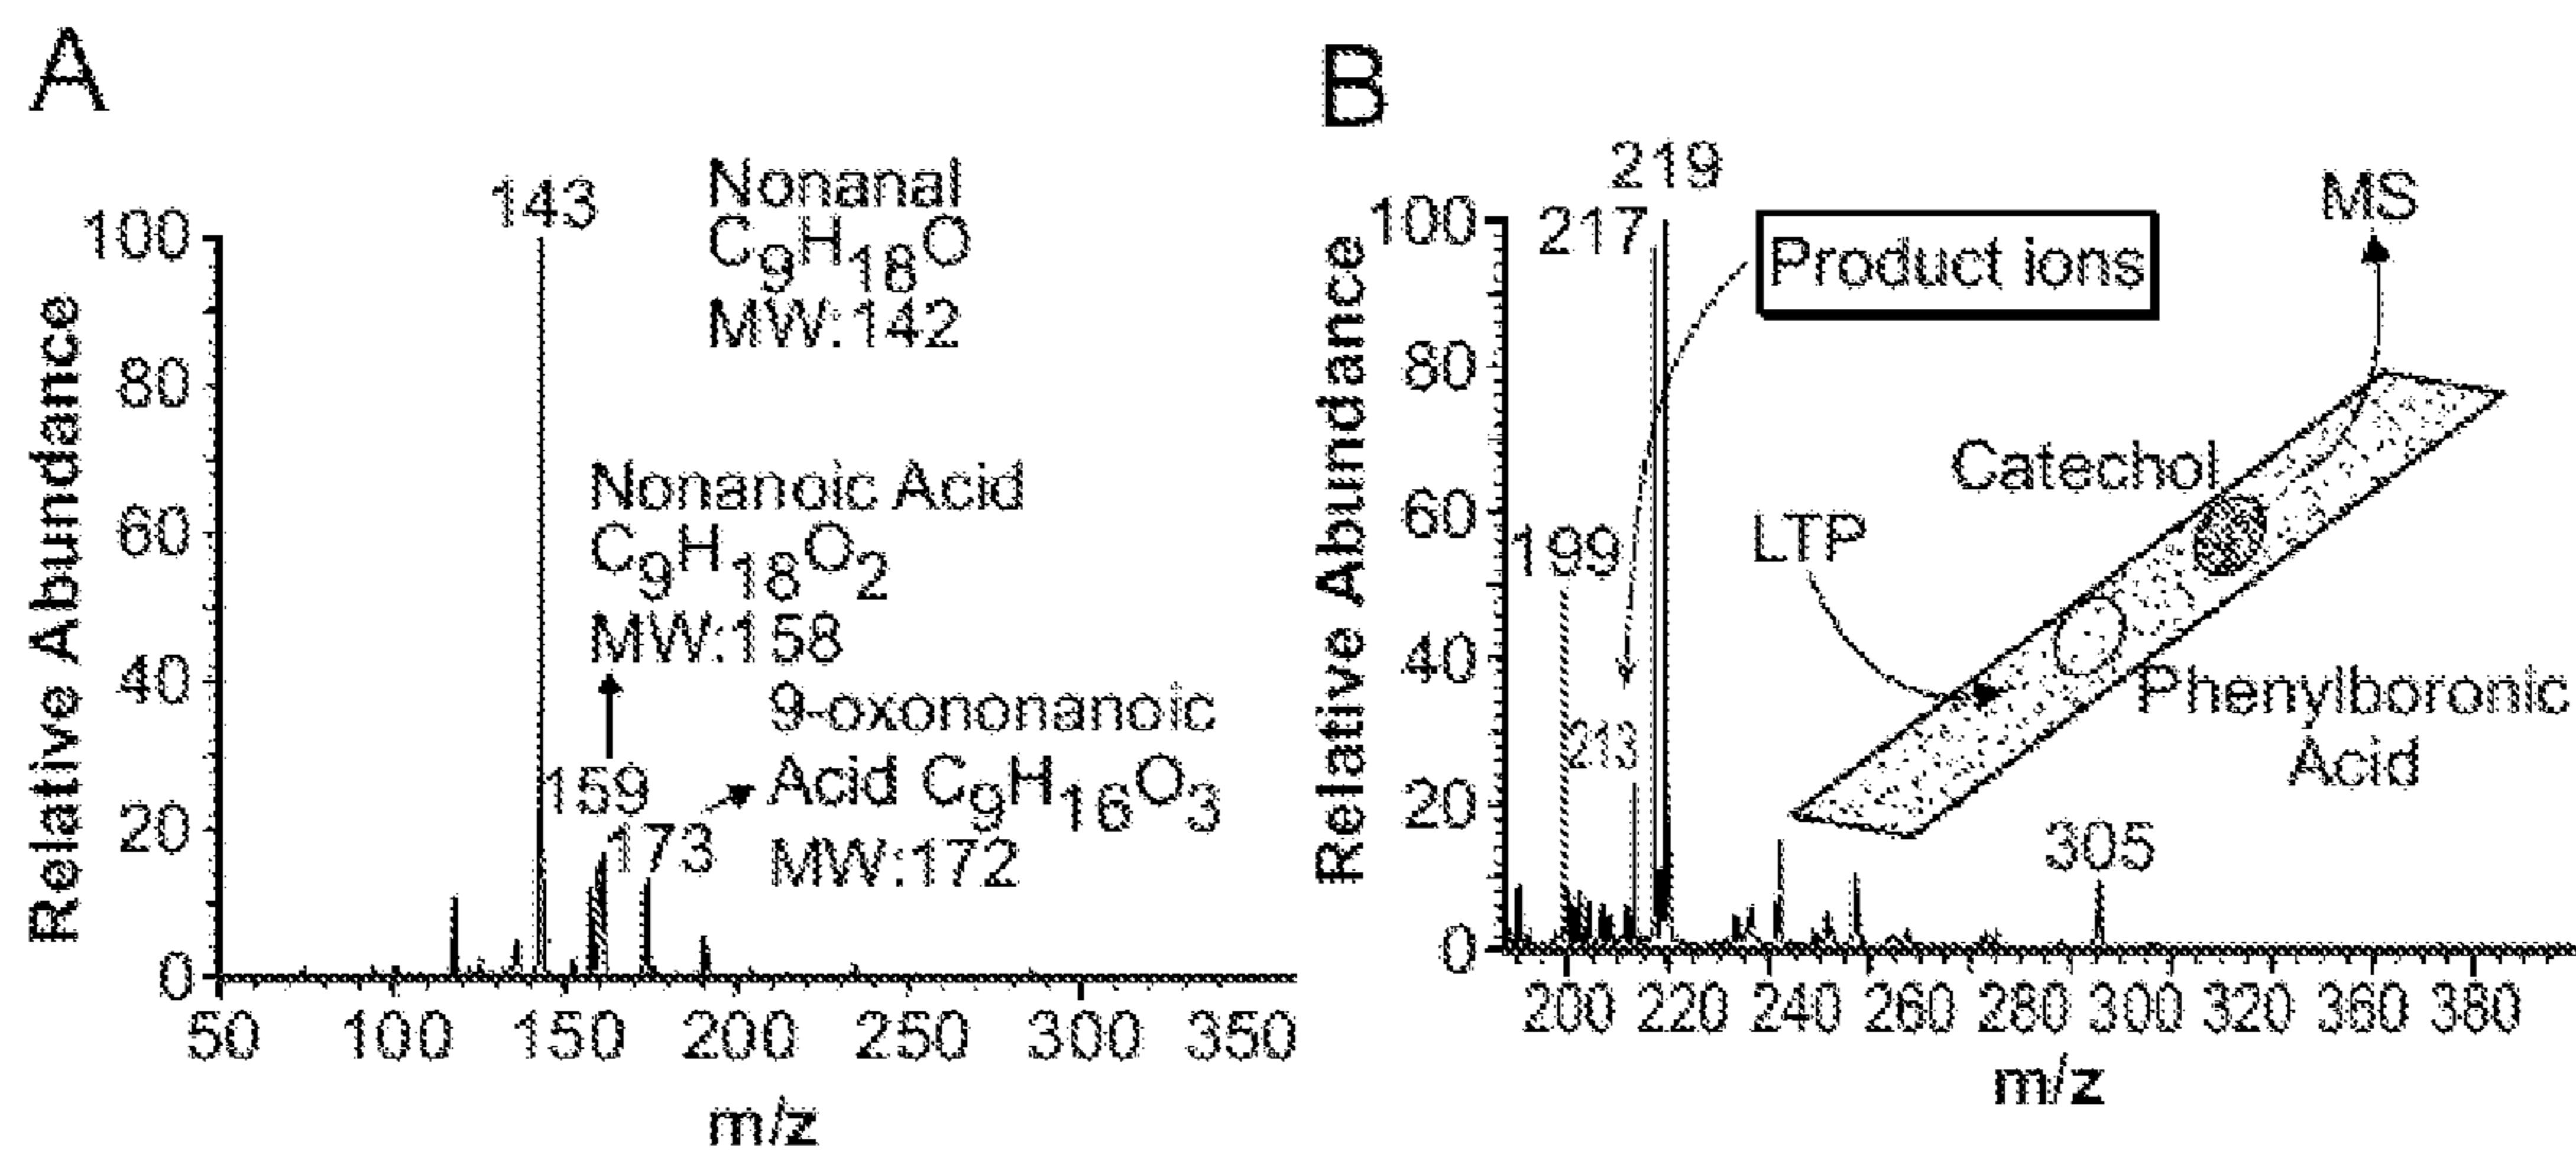 A
Relative Abundance
100
80
60
40
20
0
143
Nonanal
C9H18O
MW:142
Nonanoic Acid
C9H18O2
MW:158
159
173
9-oxononanoic
Acid C9H16O3
MW:172
50 100 150 200 250 300 350
m/z
B
Relative Abundance
100
80
60
40
20
0
219
217
Product ions
199
213
MS
Catechol
LTP
Phenylboronic
Acid
305
200 220 240 260 280 300 320 360 380
m/z